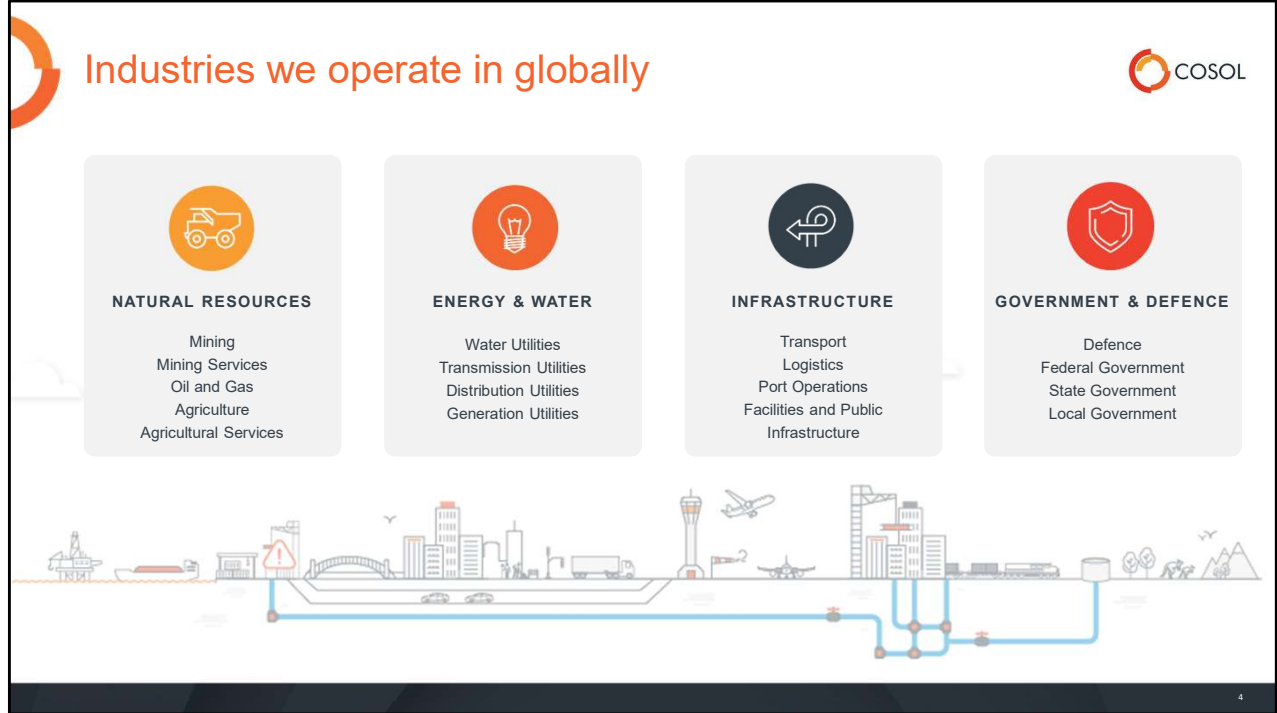 Industries we operate in globally
COSOL
NATURAL RESOURCES
Mining
Mining Services
Oil and Gas
Agriculture
Agricultural Services
ENERGY & WATER
Water Utilities
Transmission Utilities
Distribution Utilities
Generation Utilities
INFRASTRUCTURE
Transport
Logistics
Port Operations
Facilities and Public
Infrastructure
GOVERNMENT & DEFENCE
Defence
Federal Government
State Government
Local Government
4